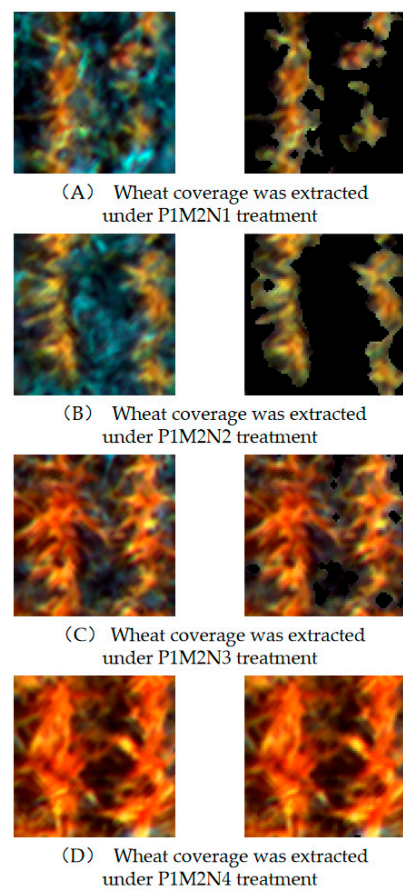 (A) Wheat coverage was extracted
under P1M2N1 treatment
(B) Wheat coverage was extracted
under P1M2N2 treatment
(C) Wheat coverage was extracted
under P1M2N3 treatment
(D) Wheat coverage was extracted
under P1M2N4 treatment